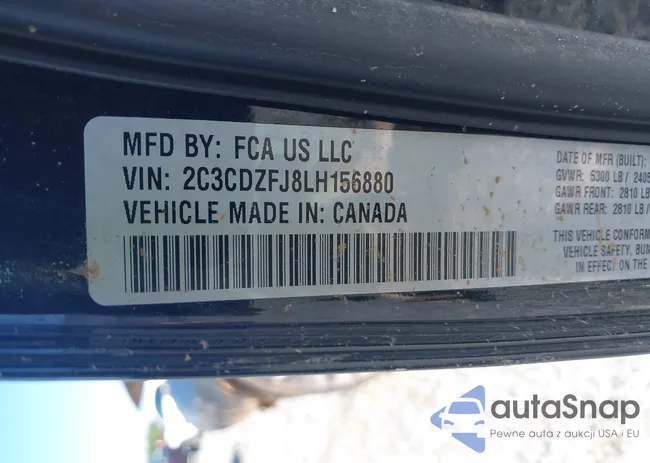 MFD BY: FCA US LLC
VIN: 2C3CDZFJ8LH156880
VEHICLE MADE IN: CANADA
DATE OF MFR (BUILT):
GVWR: 6300 LB / 2405
GAWR FRONT: 2810 LB
GAWR REAR: 2810 LB /
THIS VEHICLE CONFORM
VEHICLE SAFETY, BUM
IN EFFECT ON THE
autaSnap
Pewne auta z aukcji USA i EU